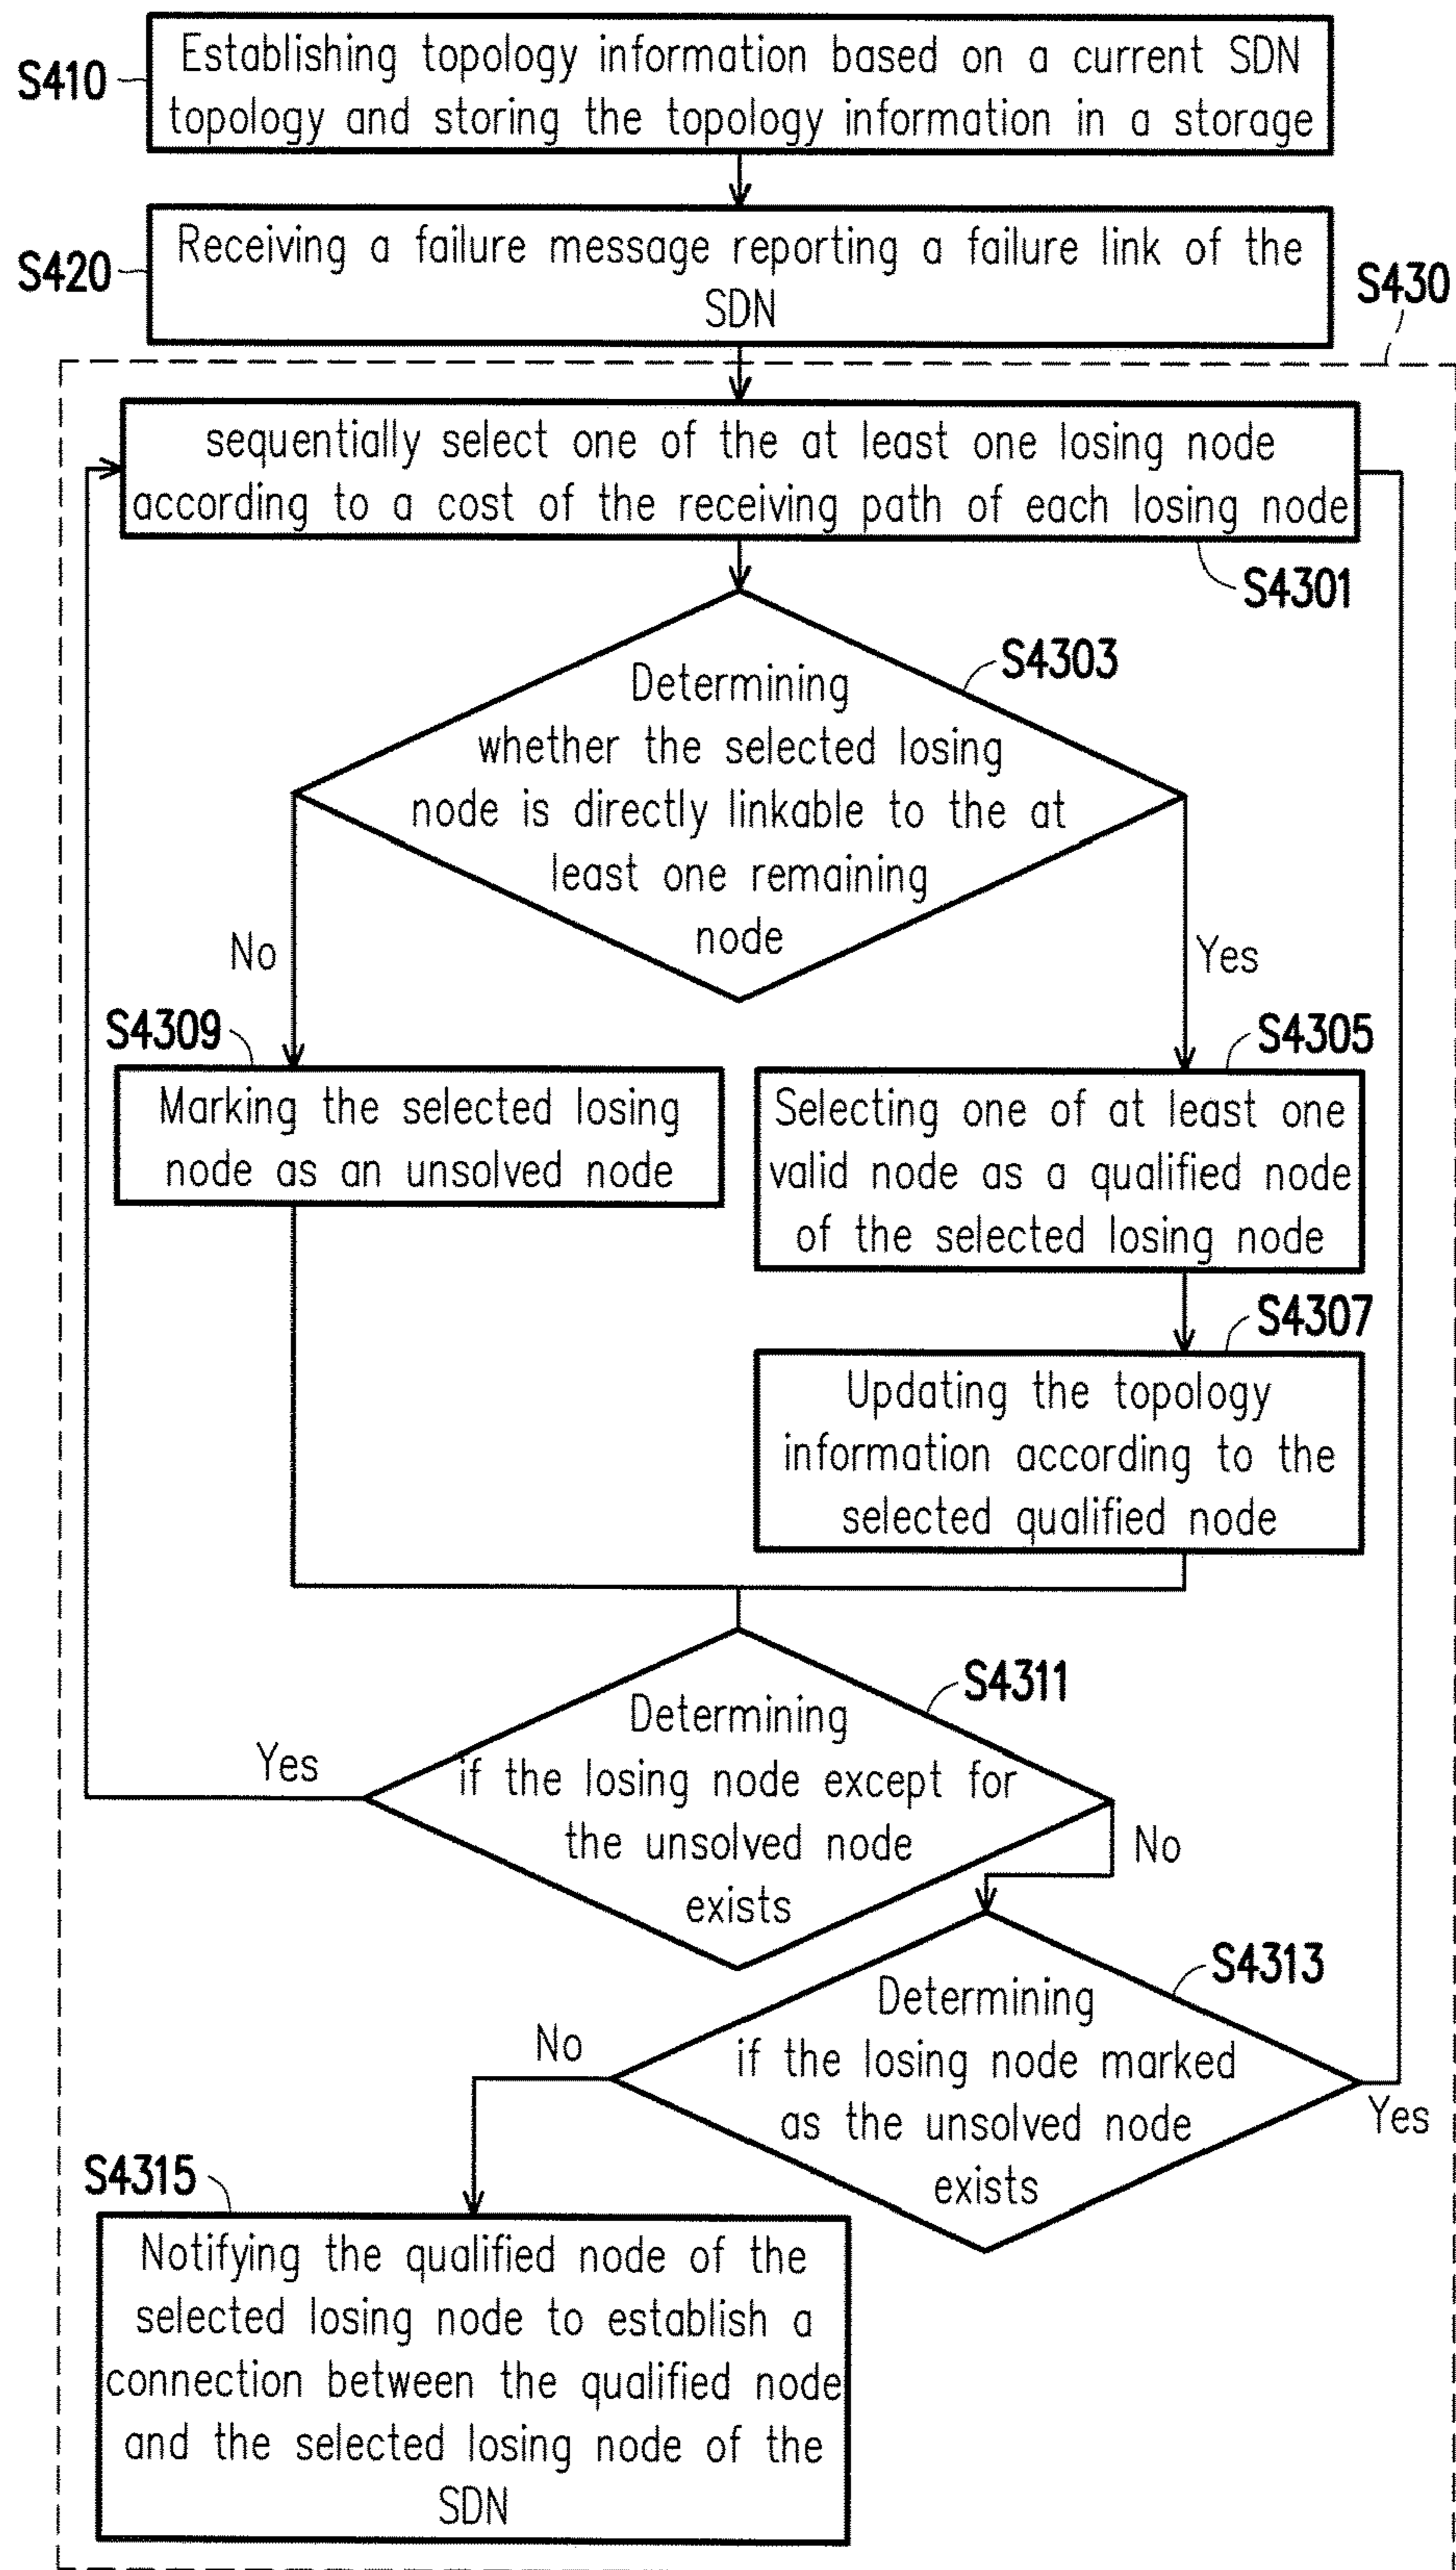 S410
Establishing topology information based on a current SDN
topology and storing the topology information in a storage
S420
Receiving a failure message reporting a failure link of the
SDN
S430
sequentially select one of the at least one losing node
according to a cost of the receiving path of each losing node
S4301
S4303
Determining
whether the selected losing
node is directly linkable to the at
least one remaining
node
No
Yes
S4309
Marking the selected losing
node as an unsolved node
S4305
Selecting one of at least one
valid node as a qualified node
of the selected losing node
S4307
Updating the topology
information according to the
selected qualified node
S4311
Determining
if the losing node except for
the unsolved node
exists
Yes
No
S4313
Determining
if the losing node marked
as the unsolved node
exists
No
Yes
S4315
Notifying the qualified node of the
selected losing node to establish a
connection between the qualified node
and the selected losing node of the
SDN